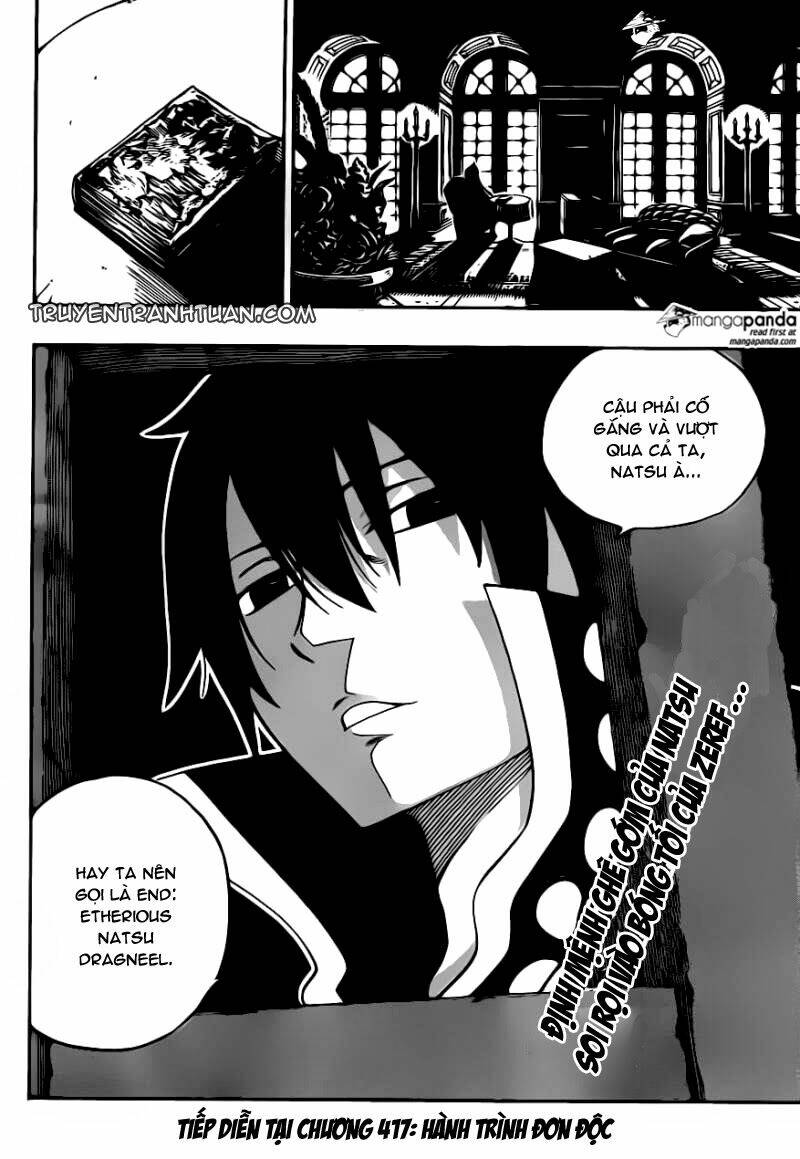 TRUYENTRANHTUAN.COM
mangapanda
read first at
mangapanda.com
CẬU PHẢI CỐ
GẮNG VÀ VƯỢT
QUA CẢ TA,
NATSU À...
ĐỊNH MỆNH GHÊ GỚM CỦA NATSU
SOI RỌI VÀO BÓNG TỐI CỦA ZEREF...
HAY TA NÊN
GỌI LÀ END:
ETHERIOUS
NATSU
DRAGNEEL.
TIẾP DIỄN TẠI CHƯƠNG 417: HÀNH TRÌNH ĐƠN ĐỘC